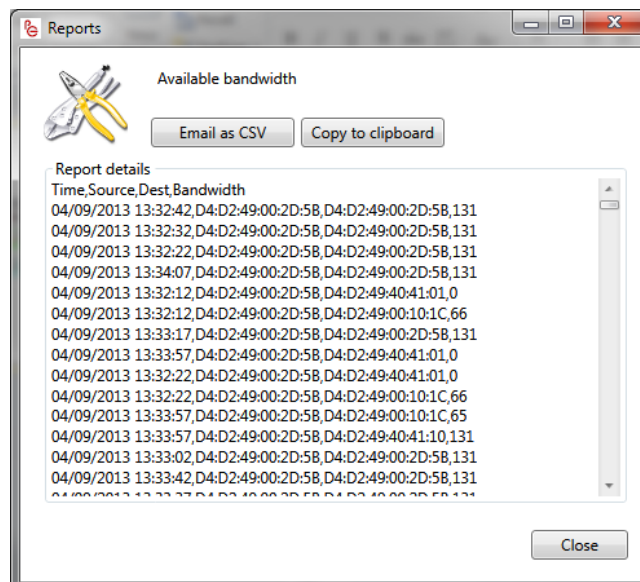 Reports
Available bandwidth
Email as CSV
Copy to clipboard
Report details
Time,Source,Dest,Bandwidth
04/09/2013 13:32:42,D4:D2:49:00:2D:5B,D4:D2:49:00:2D:5B,131
04/09/2013 13:32:32,D4:D2:49:00:2D:5B,D4:D2:49:00:2D:5B,131
04/09/2013 13:32:22,D4:D2:49:00:2D:5B,D4:D2:49:00:2D:5B,131
04/09/2013 13:34:07,D4:D2:49:00:2D:5B,D4:D2:49:00:2D:5B,131
04/09/2013 13:32:12,D4:D2:49:00:2D:5B,D4:D2:49:40:41:01,0
04/09/2013 13:32:12,D4:D2:49:00:2D:5B,D4:D2:49:00:10:1C,66
04/09/2013 13:33:17,D4:D2:49:00:2D:5B,D4:D2:49:00:2D:5B,131
04/09/2013 13:33:57,D4:D2:49:00:2D:5B,D4:D2:49:40:41:01,0
04/09/2013 13:32:22,D4:D2:49:00:2D:5B,D4:D2:49:40:41:01,0
04/09/2013 13:32:22,D4:D2:49:00:2D:5B,D4:D2:49:00:10:1C,66
04/09/2013 13:33:57,D4:D2:49:00:2D:5B,D4:D2:49:00:10:1C,65
04/09/2013 13:33:57,D4:D2:49:00:2D:5B,D4:D2:49:40:41:10,131
04/09/2013 13:33:02,D4:D2:49:00:2D:5B,D4:D2:49:00:2D:5B,131
04/09/2013 13:33:42,D4:D2:49:00:2D:5B,D4:D2:49:00:2D:5B,131
Close